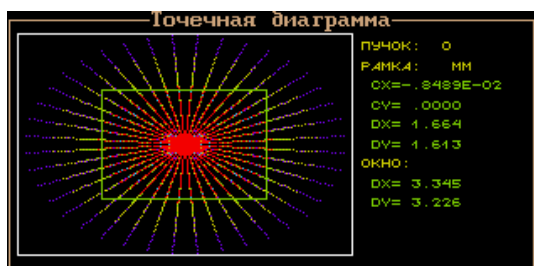 Точечная диаграмма
ПУЧОК: 0
РАМКА: ММ
CX=-.8489E-02
CY= .0000
DX= 1.664
DY= 1.613
ОКНО:
DX= 3.345
DY= 3.226